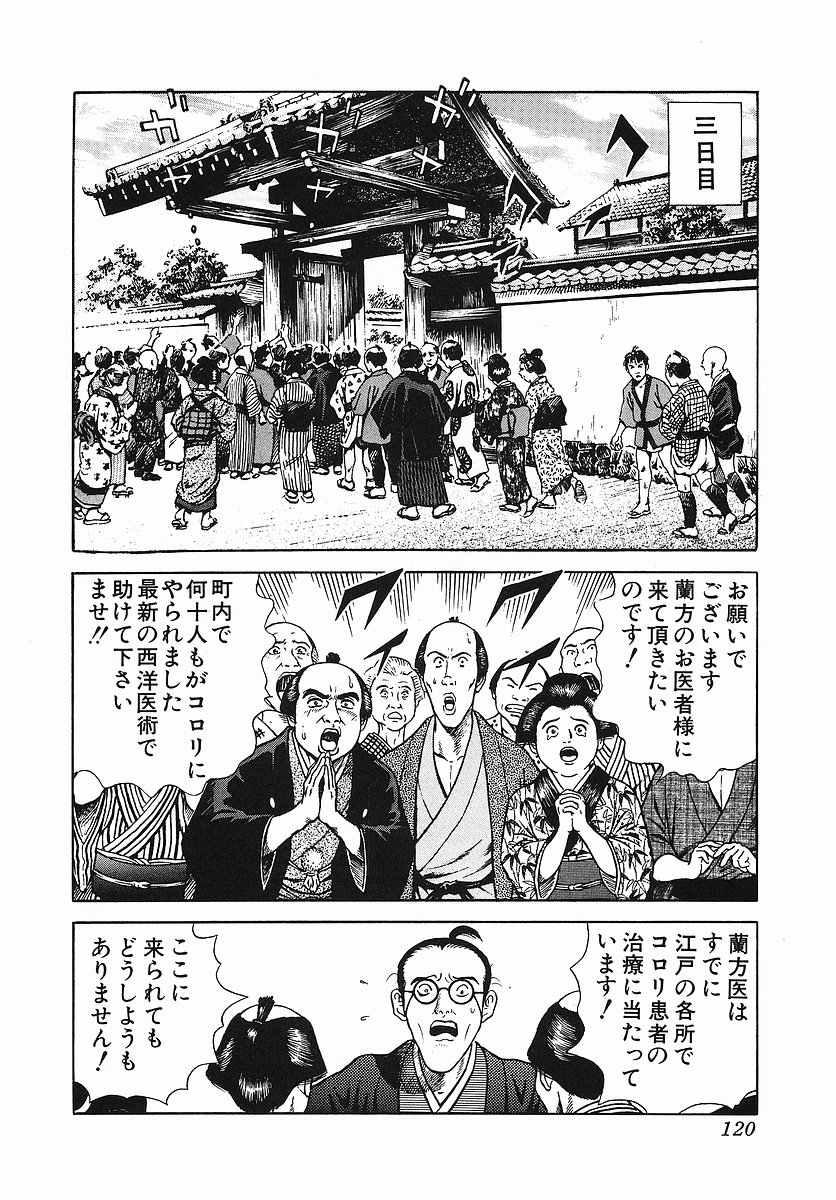 三日目
ガヤ
ガヤ
ガヤ
ガヤ
お願いで
ございます
蘭方のお医者様に
来て頂きたい
のです！
町内で
何十人もがコロリに
やられました
最新の西洋医術で
助けて下さい
ませ!!
蘭方医は
すでに
江戸の各所で
コロリ患者の
治療に当たって
います！
ここに
来られても
どうしようも
ありません！
120